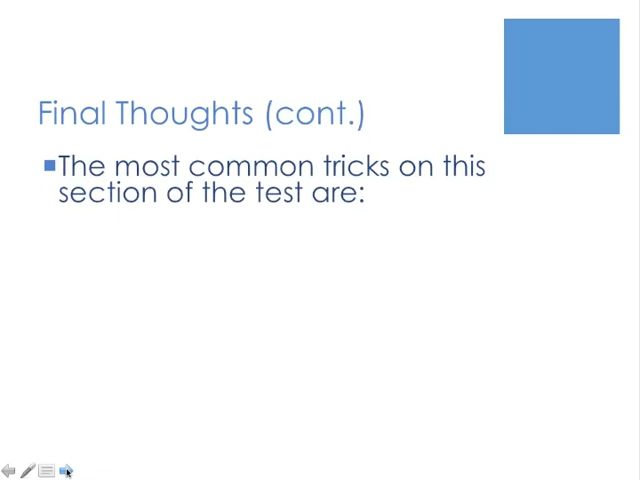 Final Thoughts (cont.)
The most common tricks on this
section of the test are: